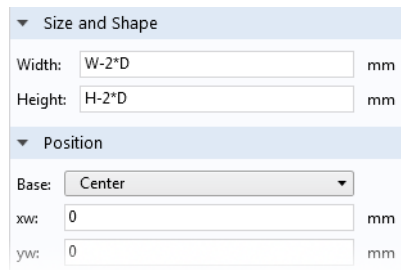 Size and Shape
Width: W-2*D mm
Height: H-2*D mm
Position
Base: Center
xw: 0 mm
yw: 0 mm